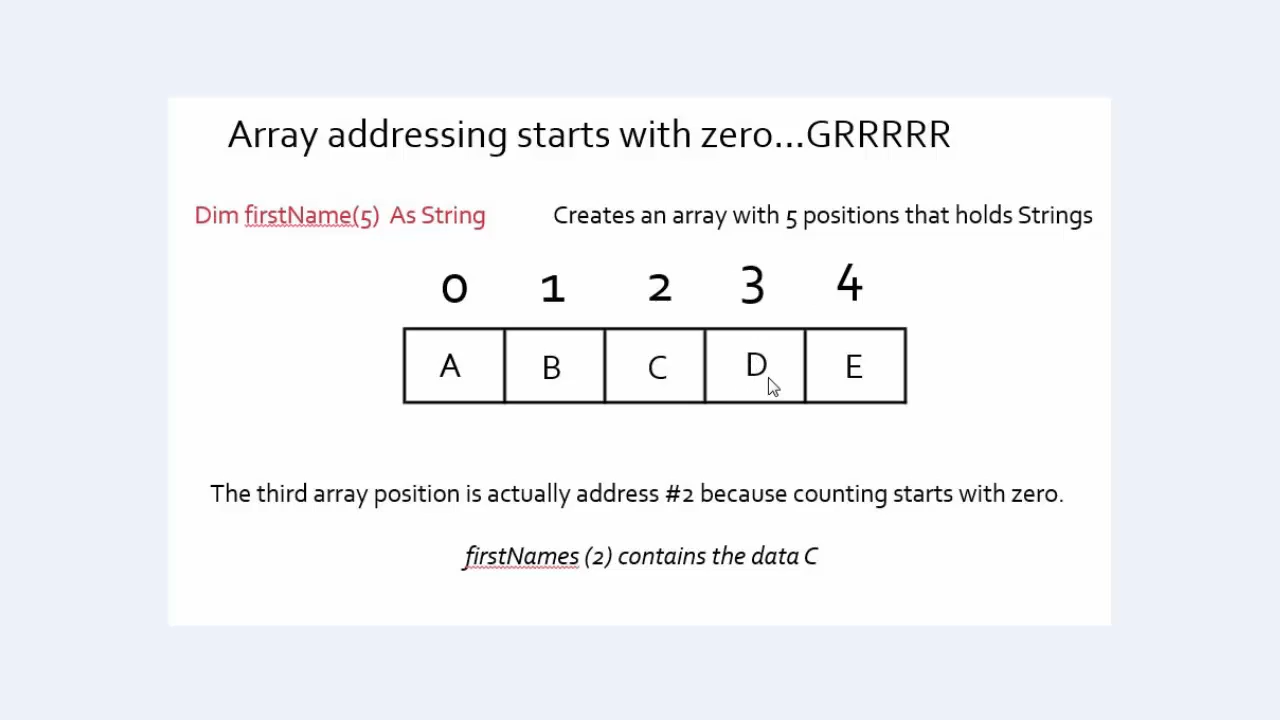 Array addressing starts with zero...GRRRRR
Dim firstName(5) As String Creates an array with 5 positions that holds Strings
0 1 2 3 4
A B C D E
The third array position is actually address #2 because counting starts with zero.
firstNames (2) contains the data C